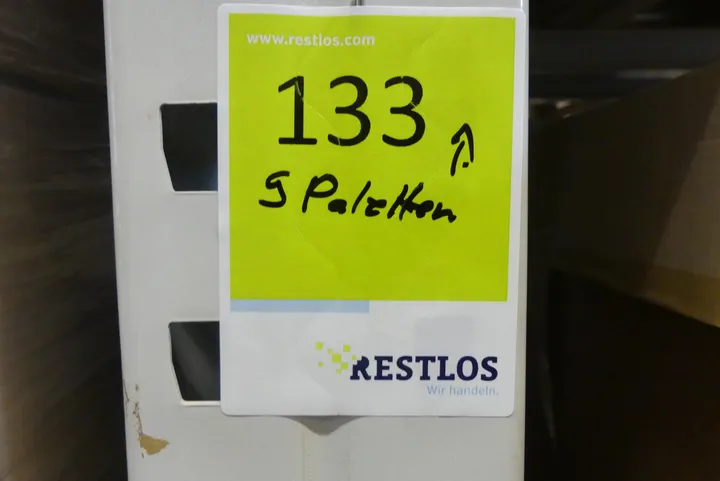 www.restlos.com
133
5 Paletten
RESTLOS
Wir handeln.